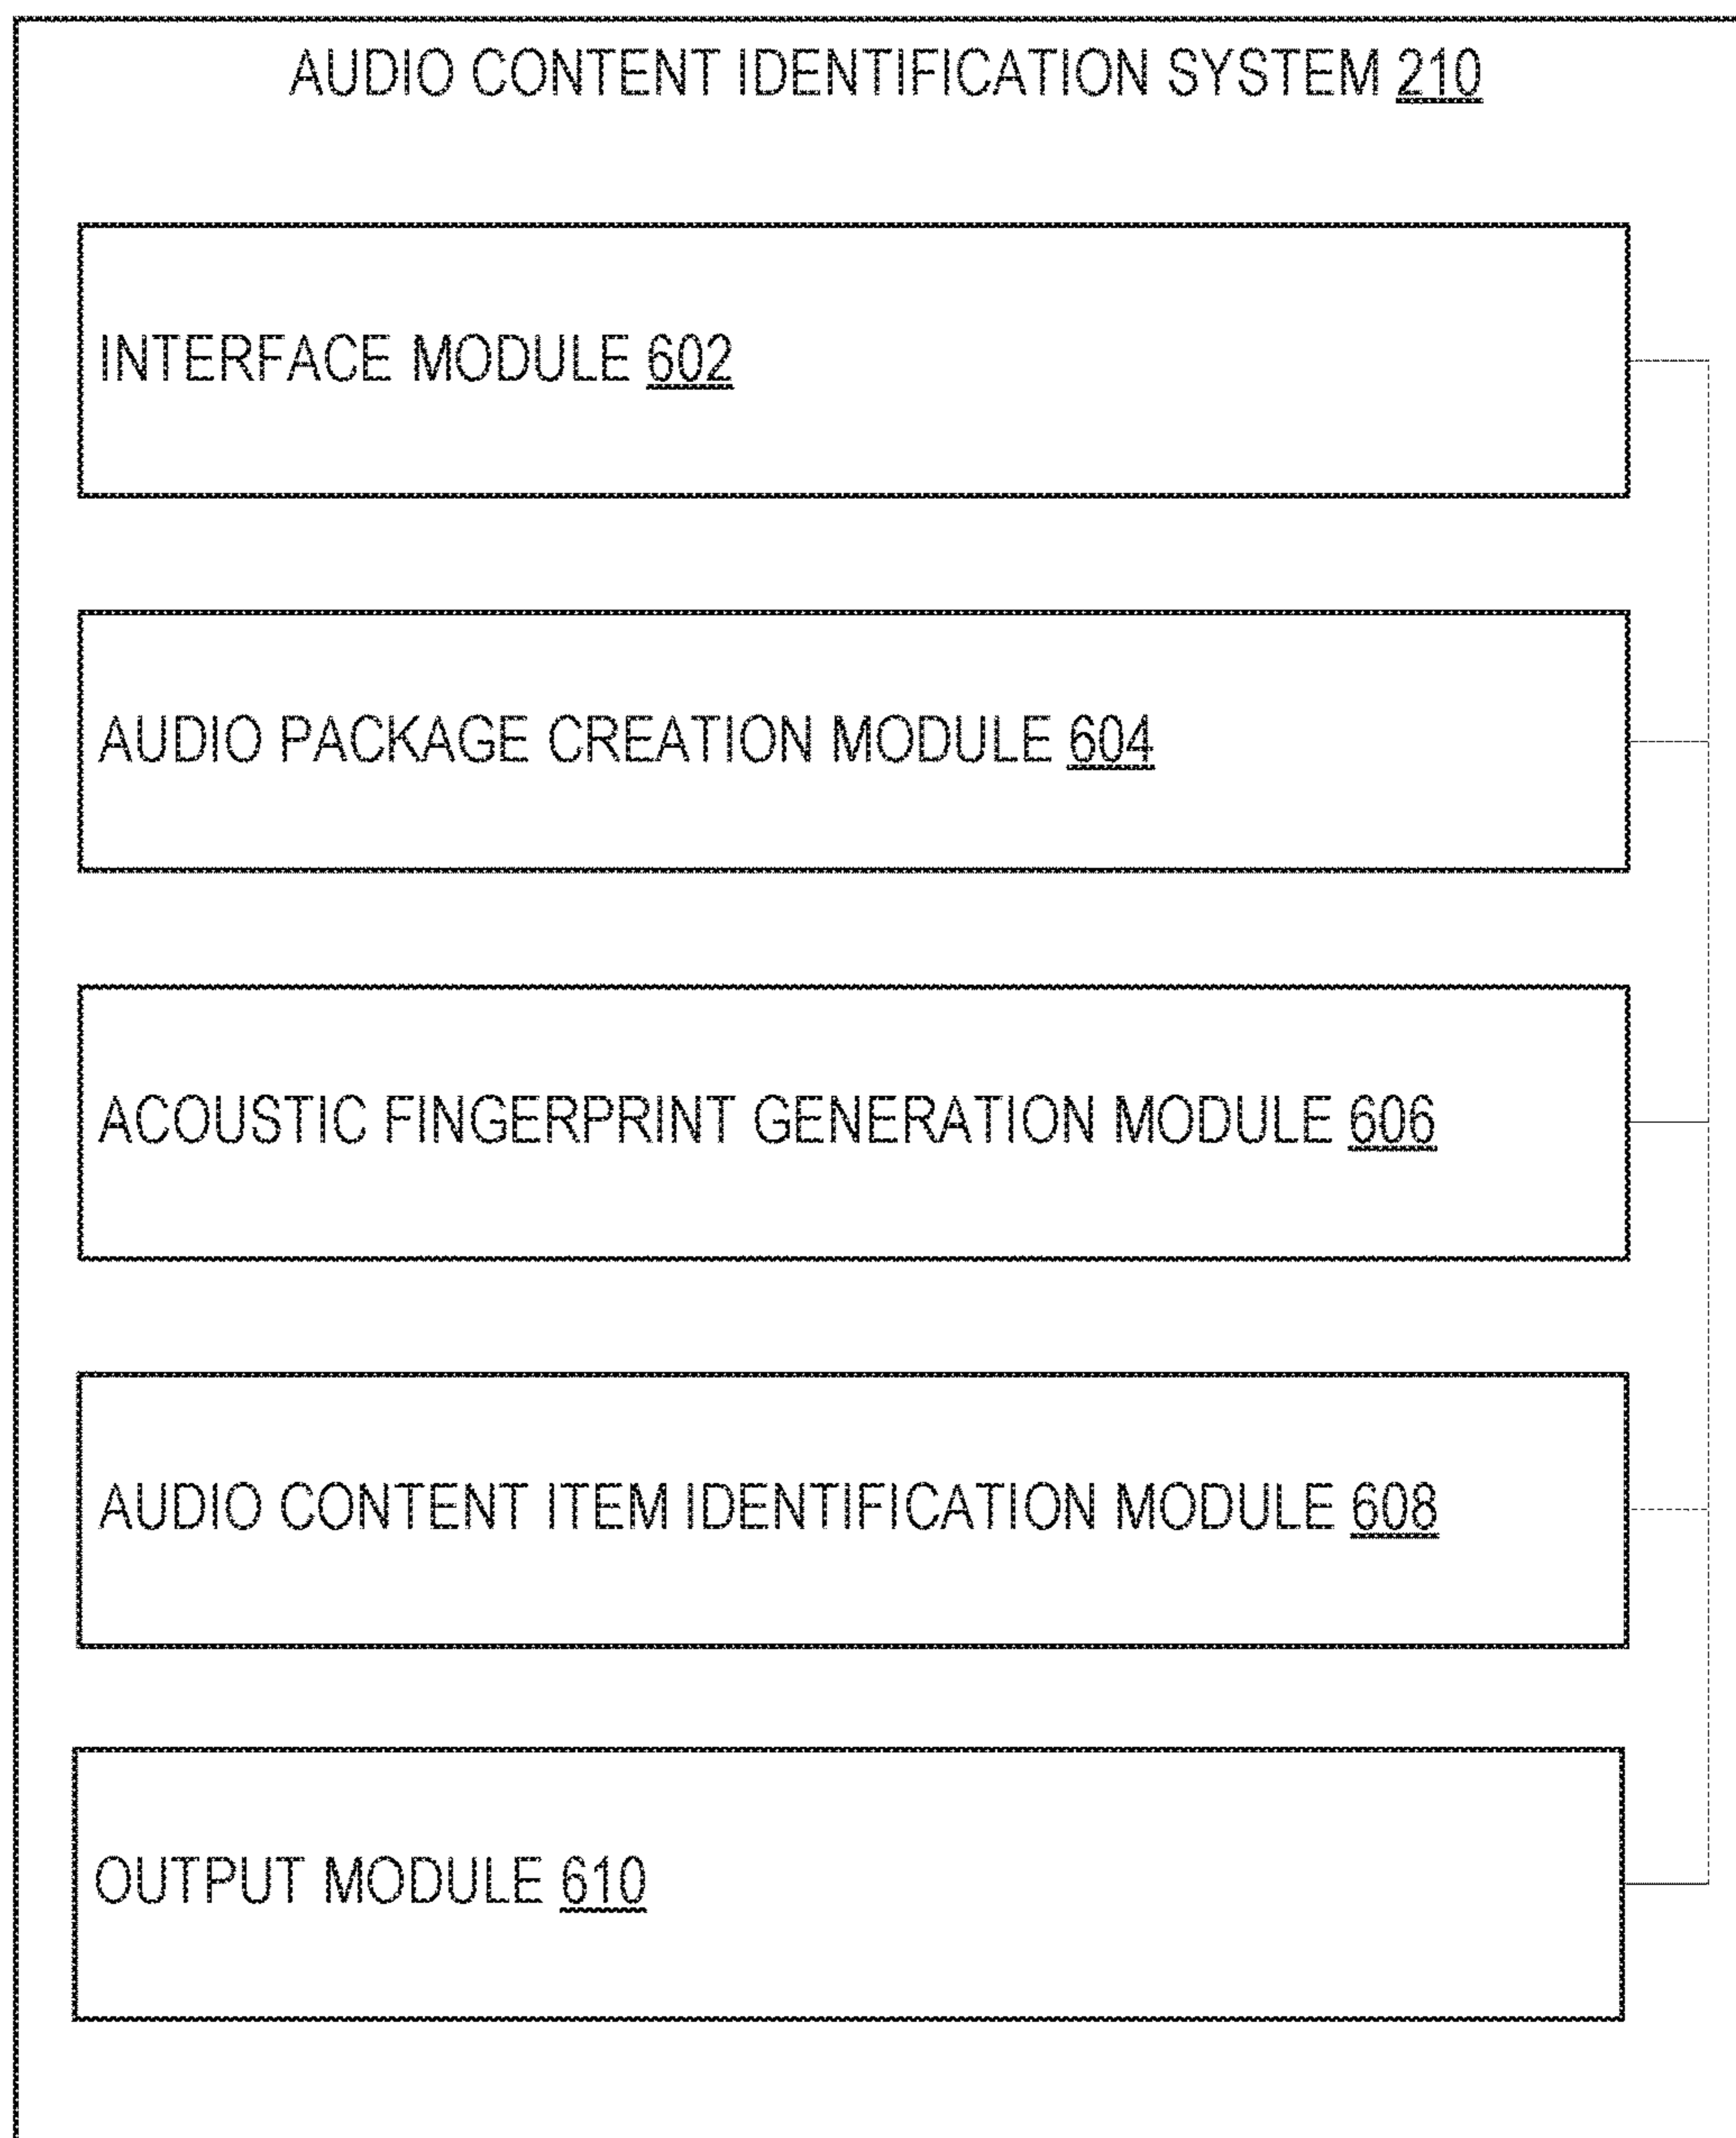 AUDIO CONTENT IDENTIFICATION SYSTEM 210
INTERFACE MODULE 602
AUDIO PACKAGE CREATION MODULE 604
ACOUSTIC FINGERPRINT GENERATION MODULE 606
AUDIO CONTENT ITEM IDENTIFICATION MODULE 608
OUTPUT MODULE 610